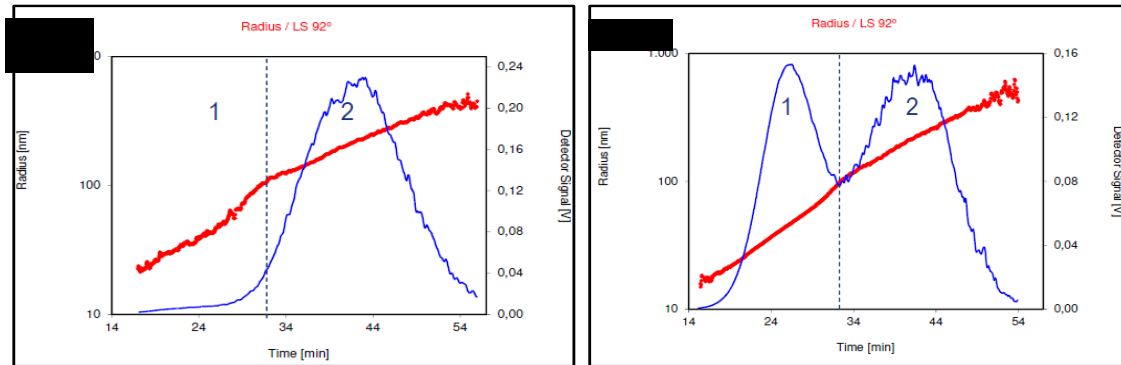 Radius / LS 92º
0
100
10
Radius [nm]
1
2
0,24
0,20
0,16
0,12
0,08
0,04
0,00
Detector Signal [V]
14 24 34 44 54
Time [min]
Radius / LS 92º
1.000
100
10
Radius [nm]
1
2
0,16
0,12
0,08
0,04
0,00
Detector Signal [V]
14 24 34 44 54
Time [min]